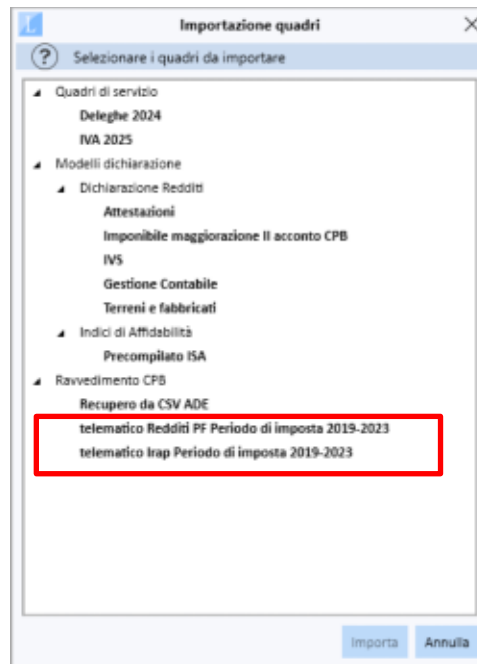 Importazione quadri
? Selezionare i quadri da importare
Quadri di servizio
Deleghe 2024
IVA 2025
Modelli dichiarazione
Dichiarazione Redditi
Attestazioni
Imponibile maggiorazione II acconto CPB
IVS
Gestione Contabile
Terreni e fabbricati
Indici di Affidabilità
Precompilato ISA
Ravvedimento CPB
Recupero da CSV ADE
telematico Redditi PF Periodo di imposta 2019-2023
telematico Irap Periodo di imposta 2019-2023
Importa Annulla